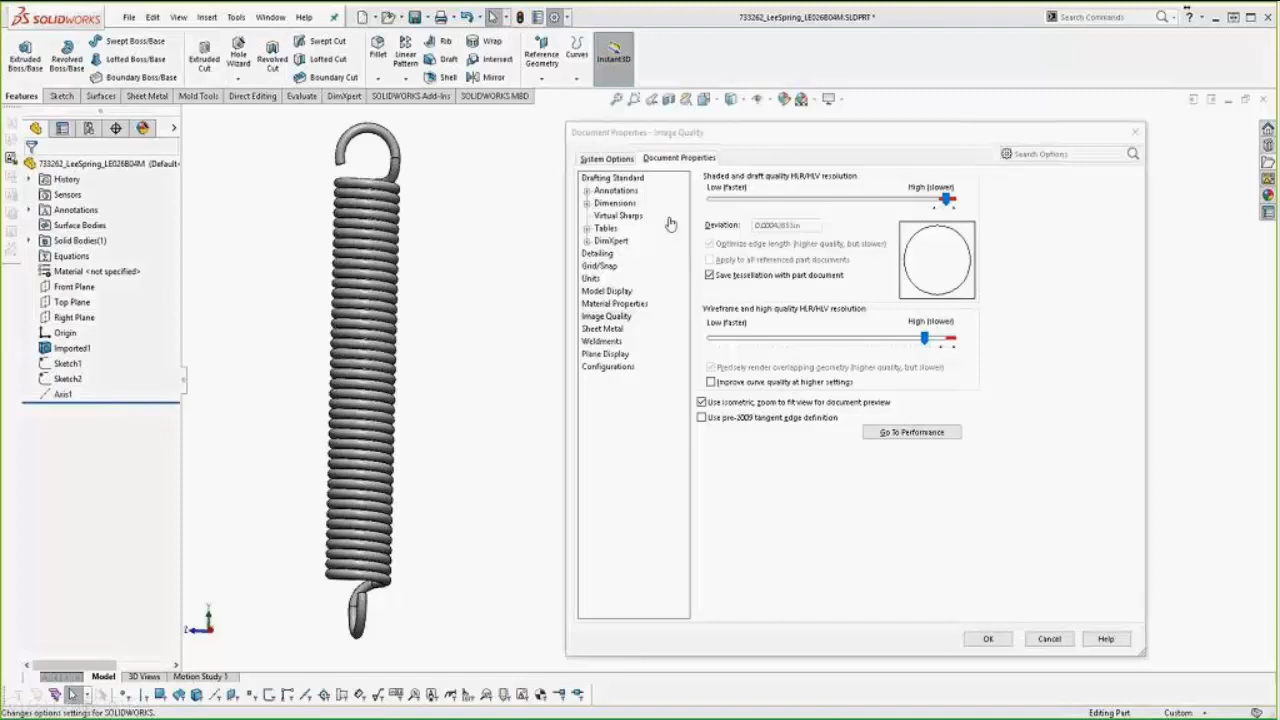 SOLIDWORKS File Edit View Insert Tools Window Help 733262_LeeSpring_LE026B04M.SLDPRT * Search Commands
Extruded Boss/Base
Revolved Boss/Base
Swept Boss/Base
Lofted Boss/Base
Boundary Boss/Base
Extruded Cut
Hole Wizard
Revolved Cut
Swept Cut
Lofted Cut
Boundary Cut
Fillet
Linear Pattern
Rib
Draft
Shell
Wrap
Intersect
Mirror
Reference Geometry
Curves
Instant3D
Features Sketch Surfaces Sheet Metal Mold Tools Direct Editing Evaluate DimXpert SOLIDWORKS Add-Ins SOLIDWORKS MBD
733262_LeeSpring_LE026B04M (Default
History
Sensors
Annotations
Surface Bodies
Solid Bodies(1)
Equations
Material <not specified>
Front Plane
Top Plane
Right Plane
Origin
Imported1
Sketch1
Sketch2
Axis1
Document Properties - Image Quality
System Options Document Properties Search Options
Drafting Standard
Annotations
Dimensions
Virtual Sharps
Tables
DimXpert
Detailing
Grid/Snap
Units
Model Display
Material Properties
Image Quality
Sheet Metal
Weldments
Plane Display
Configurations
Shaded and draft quality HLR/HLV resolution
Low (faster) High (slower)
Deviation:
Optimize edge length (higher quality, but slower)
Apply to all referenced part documents
Save tessellation with part document
Wireframe and high quality HLR/HLV resolution
Low (faster) High (slower)
Precisely render overlapping geometry (higher quality, but slower)
Improve curve quality at higher settings
Use isometric, zoom to fit view for document preview
Use pre-2009 tangent edge definition
Go To Performance
OK Cancel Help
Model 3D Views Motion Study 1
Changes options settings for SOLIDWORKS. Editing Part Custom